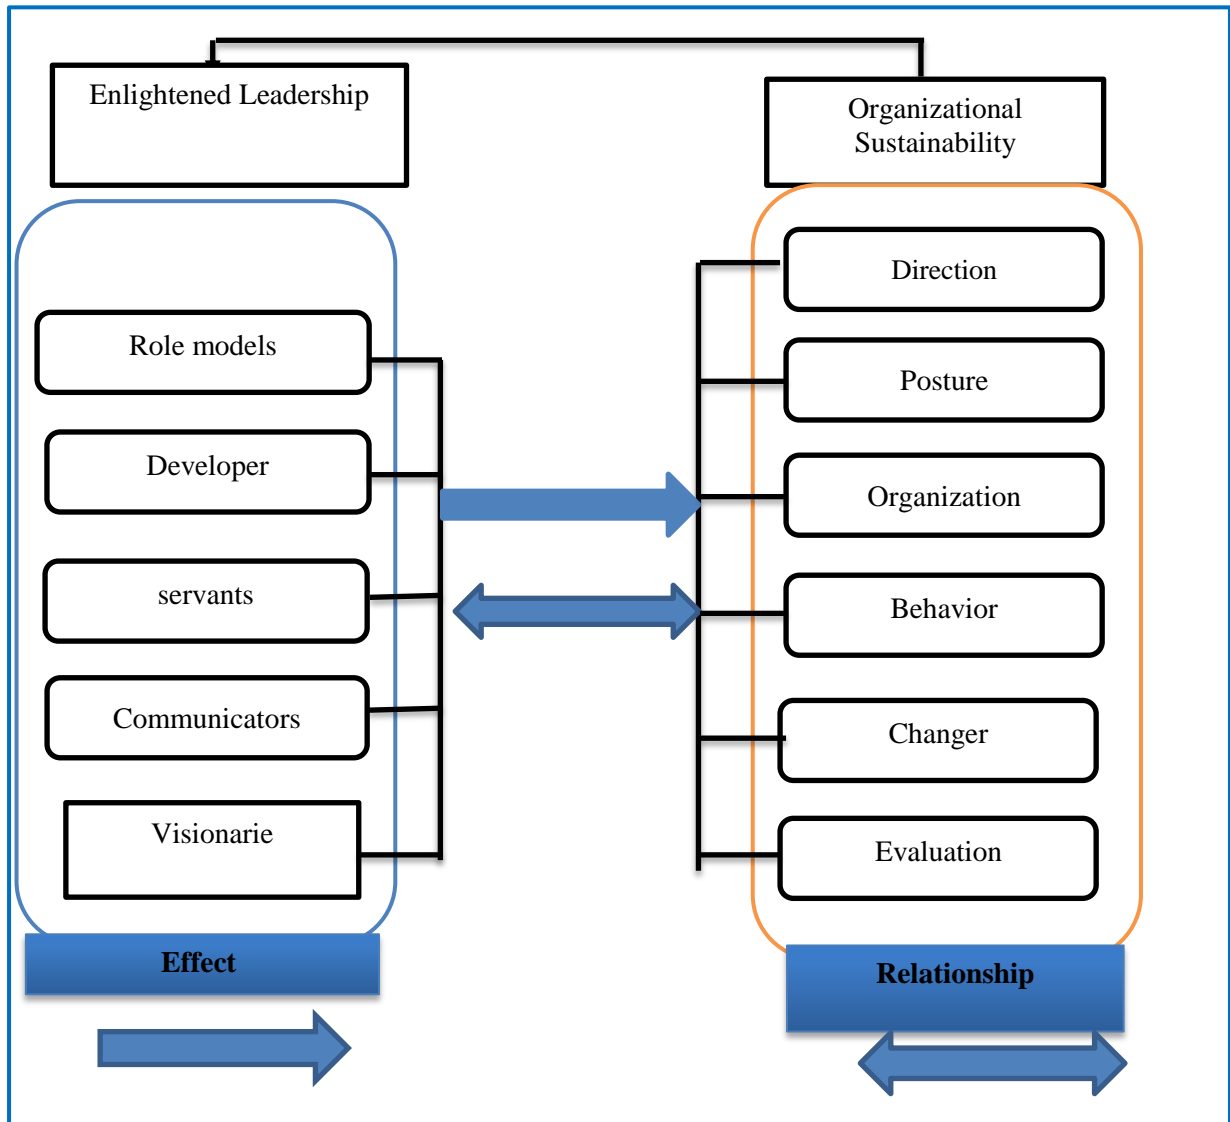 Enlightened Leadership
Organizational
Sustainability
Role models
Developer
servants
Communicators
Visionarie
Effect
Direction
Posture
Organization
Behavior
Changer
Evaluation
Relationship